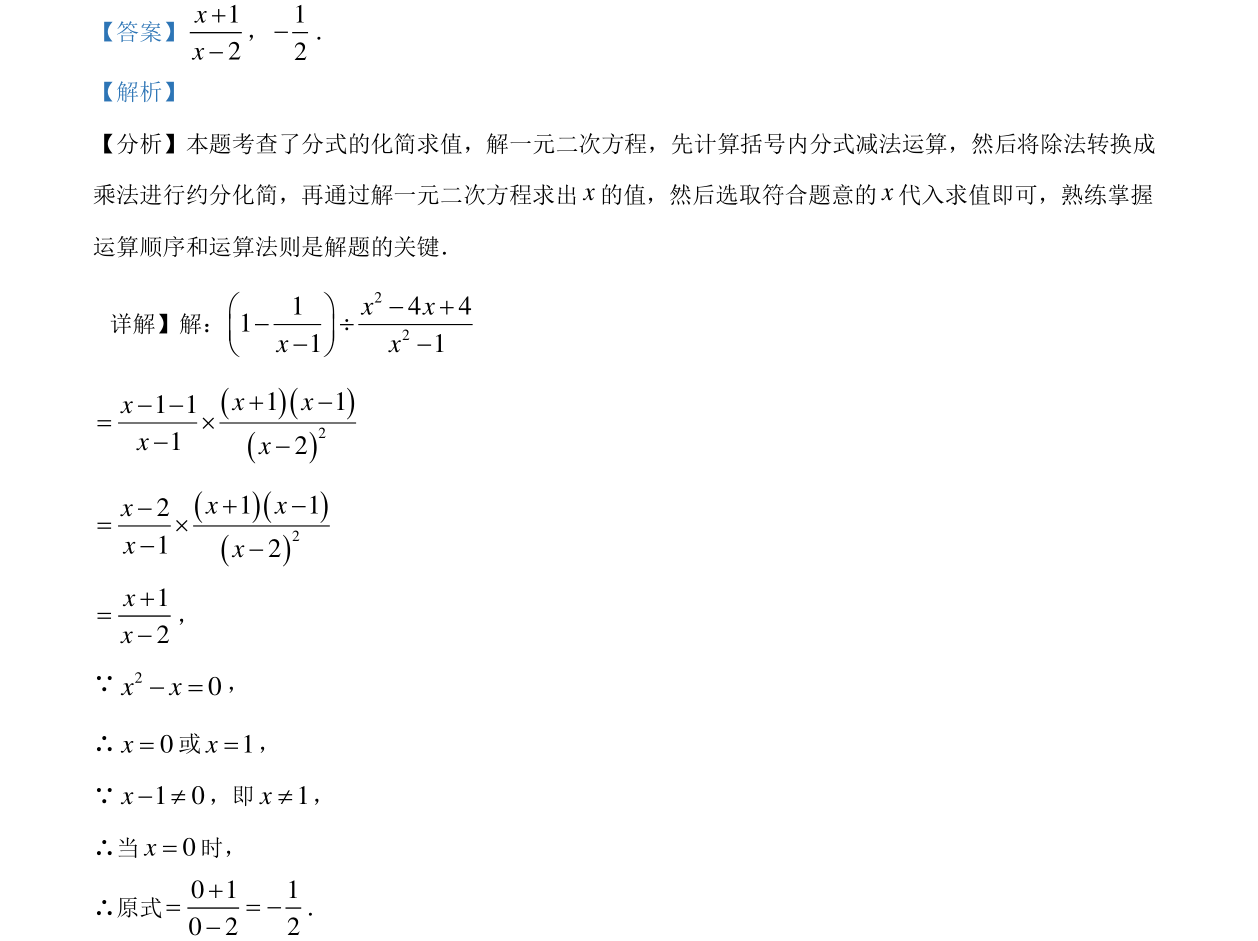 【答案】$\frac{x+1}{x-2}$，$-\frac{1}{2}$．
【解析】
【分析】本题考查了分式的化简求值，解一元二次方程，先计算括号内分式减法运算，然后将除法转换成
乘法进行约分化简，再通过解一元二次方程求出 x 的值，然后选取符合题意的 x 代入求值即可，熟练掌握
运算顺序和运算法则是解题的关键．
详解】解：$\left(1-\frac{1}{x-1}\right)\div\frac{x^2-4x+4}{x^2-1}$
$=\frac{x-1-1}{x-1}\times\frac{(x+1)(x-1)}{(x-2)^2}$
$=\frac{x-2}{x-1}\times\frac{(x+1)(x-1)}{(x-2)^2}$
$=\frac{x+1}{x-2}$，
∵ $x^2-x=0$，
∴ $x=0$ 或 $x=1$，
∵ $x-1\neq 0$，即 $x\neq 1$，
∴当 $x=0$ 时，
∴原式$=\frac{0+1}{0-2}=-\frac{1}{2}$．